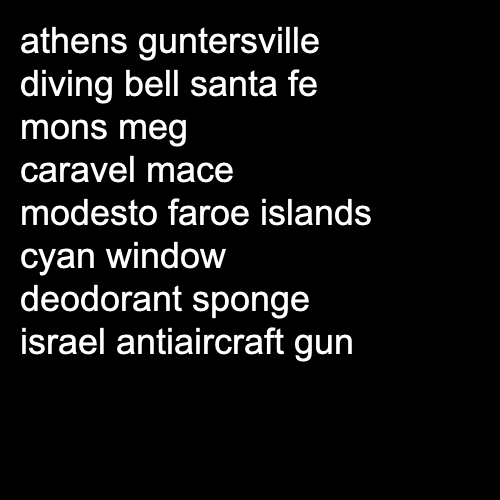 athens guntersville
diving bell santa fe
mons meg
caravel mace
modesto faroe islands
cyan window
deodorant sponge
israel antiaircraft gun